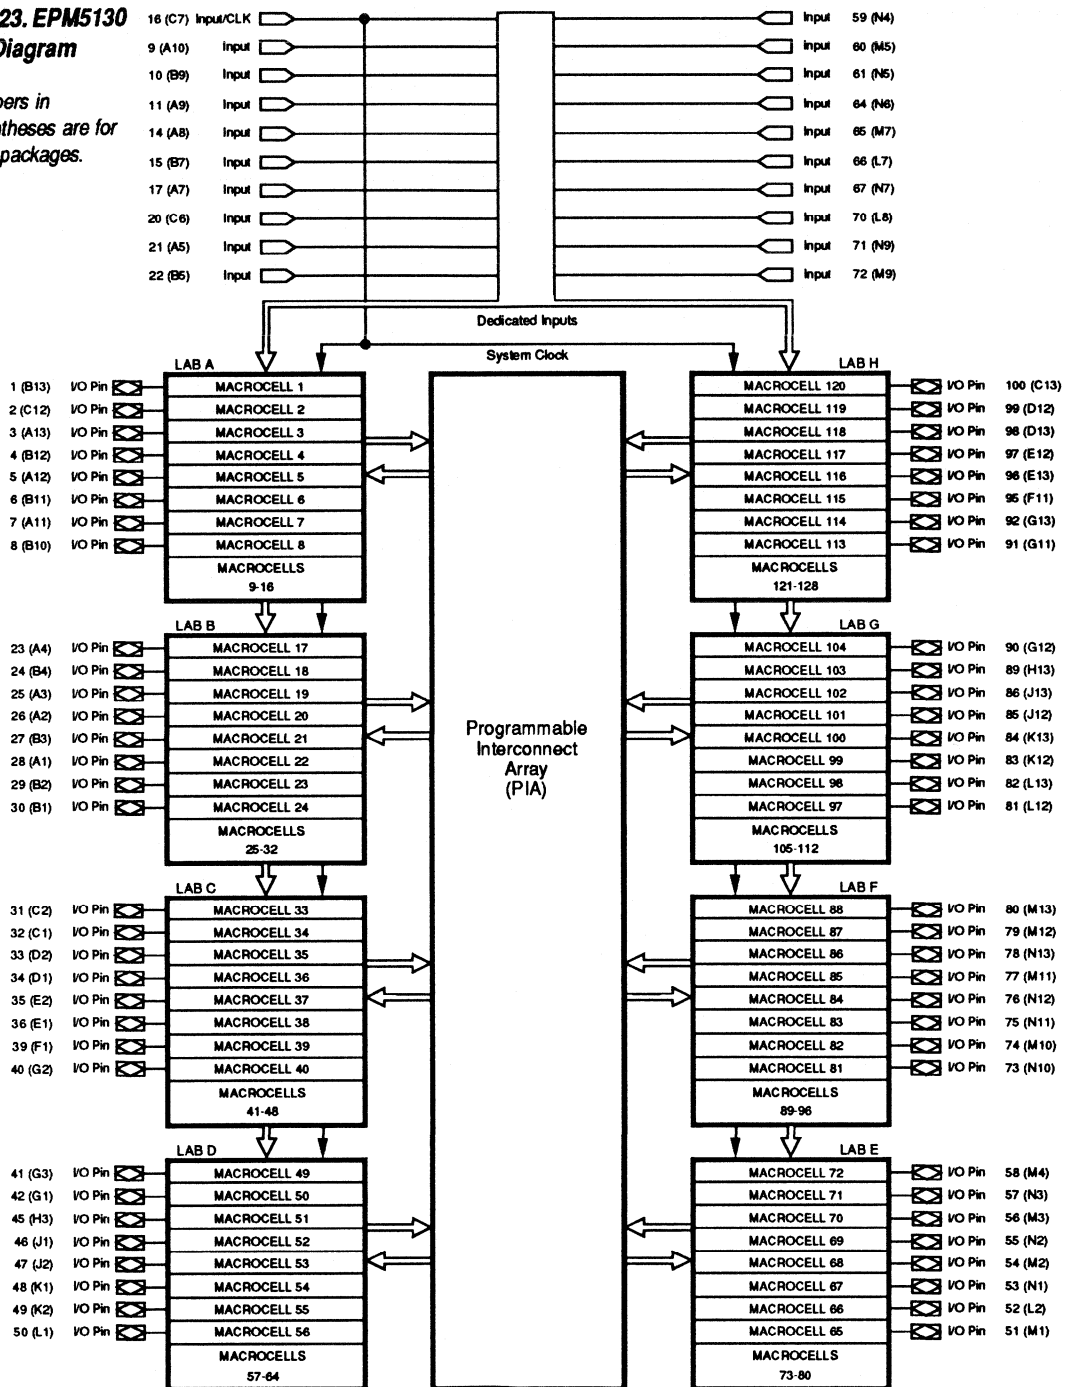 23. EPM5130
Diagram
bers in
ntheses are for
packages.
16 (C7) Input/CLK
9 (A10) Input
10 (B9) Input
11 (A9) Input
14 (A8) Input
15 (B7) Input
17 (A7) Input
20 (C6) Input
21 (A5) Input
22 (B5) Input
Input 59 (N4)
Input 60 (M5)
Input 61 (N5)
Input 64 (N6)
Input 65 (M7)
Input 66 (L7)
Input 67 (N7)
Input 70 (L8)
Input 71 (N9)
Input 72 (M9)
Dedicated Inputs
System Clock
LAB A
1 (B13) I/O Pin MACROCELL 1
2 (C12) I/O Pin MACROCELL 2
3 (A13) I/O Pin MACROCELL 3
4 (B12) I/O Pin MACROCELL 4
5 (A12) I/O Pin MACROCELL 5
6 (B11) I/O Pin MACROCELL 6
7 (A11) I/O Pin MACROCELL 7
8 (B10) I/O Pin MACROCELL 8
MACROCELLS
9-16
LAB B
23 (A4) I/O Pin MACROCELL 17
24 (B4) I/O Pin MACROCELL 18
25 (A3) I/O Pin MACROCELL 19
26 (A2) I/O Pin MACROCELL 20
27 (B3) I/O Pin MACROCELL 21
28 (A1) I/O Pin MACROCELL 22
29 (B2) I/O Pin MACROCELL 23
30 (B1) I/O Pin MACROCELL 24
MACROCELLS
25-32
LAB C
31 (C2) I/O Pin MACROCELL 33
32 (C1) I/O Pin MACROCELL 34
33 (D2) I/O Pin MACROCELL 35
34 (D1) I/O Pin MACROCELL 36
35 (E2) I/O Pin MACROCELL 37
36 (E1) I/O Pin MACROCELL 38
39 (F1) I/O Pin MACROCELL 39
40 (G2) I/O Pin MACROCELL 40
MACROCELLS
41-48
LAB D
41 (G3) I/O Pin MACROCELL 49
42 (G1) I/O Pin MACROCELL 50
45 (H3) I/O Pin MACROCELL 51
46 (J1) I/O Pin MACROCELL 52
47 (J2) I/O Pin MACROCELL 53
48 (K1) I/O Pin MACROCELL 54
49 (K2) I/O Pin MACROCELL 55
50 (L1) I/O Pin MACROCELL 56
MACROCELLS
57-64
Programmable
Interconnect
Array
(PIA)
LAB H
MACROCELL 120 I/O Pin 100 (C13)
MACROCELL 119 I/O Pin 99 (D12)
MACROCELL 118 I/O Pin 98 (D13)
MACROCELL 117 I/O Pin 97 (E12)
MACROCELL 116 I/O Pin 96 (E13)
MACROCELL 115 I/O Pin 95 (F11)
MACROCELL 114 I/O Pin 92 (G13)
MACROCELL 113 I/O Pin 91 (G11)
MACROCELLS
121-128
LAB G
MACROCELL 104 I/O Pin 90 (G12)
MACROCELL 103 I/O Pin 89 (H13)
MACROCELL 102 I/O Pin 86 (J13)
MACROCELL 101 I/O Pin 85 (J12)
MACROCELL 100 I/O Pin 84 (K13)
MACROCELL 99 I/O Pin 83 (K12)
MACROCELL 98 I/O Pin 82 (L13)
MACROCELL 97 I/O Pin 81 (L12)
MACROCELLS
105-112
LAB F
MACROCELL 88 I/O Pin 80 (M13)
MACROCELL 87 I/O Pin 79 (M12)
MACROCELL 86 I/O Pin 78 (N13)
MACROCELL 85 I/O Pin 77 (M11)
MACROCELL 84 I/O Pin 76 (N12)
MACROCELL 83 I/O Pin 75 (N11)
MACROCELL 82 I/O Pin 74 (M10)
MACROCELL 81 I/O Pin 73 (N10)
MACROCELLS
89-96
LAB E
MACROCELL 72 I/O Pin 58 (M4)
MACROCELL 71 I/O Pin 57 (N3)
MACROCELL 70 I/O Pin 56 (M3)
MACROCELL 69 I/O Pin 55 (N2)
MACROCELL 68 I/O Pin 54 (M2)
MACROCELL 67 I/O Pin 53 (N1)
MACROCELL 66 I/O Pin 52 (L2)
MACROCELL 65 I/O Pin 51 (M1)
MACROCELLS
73-80